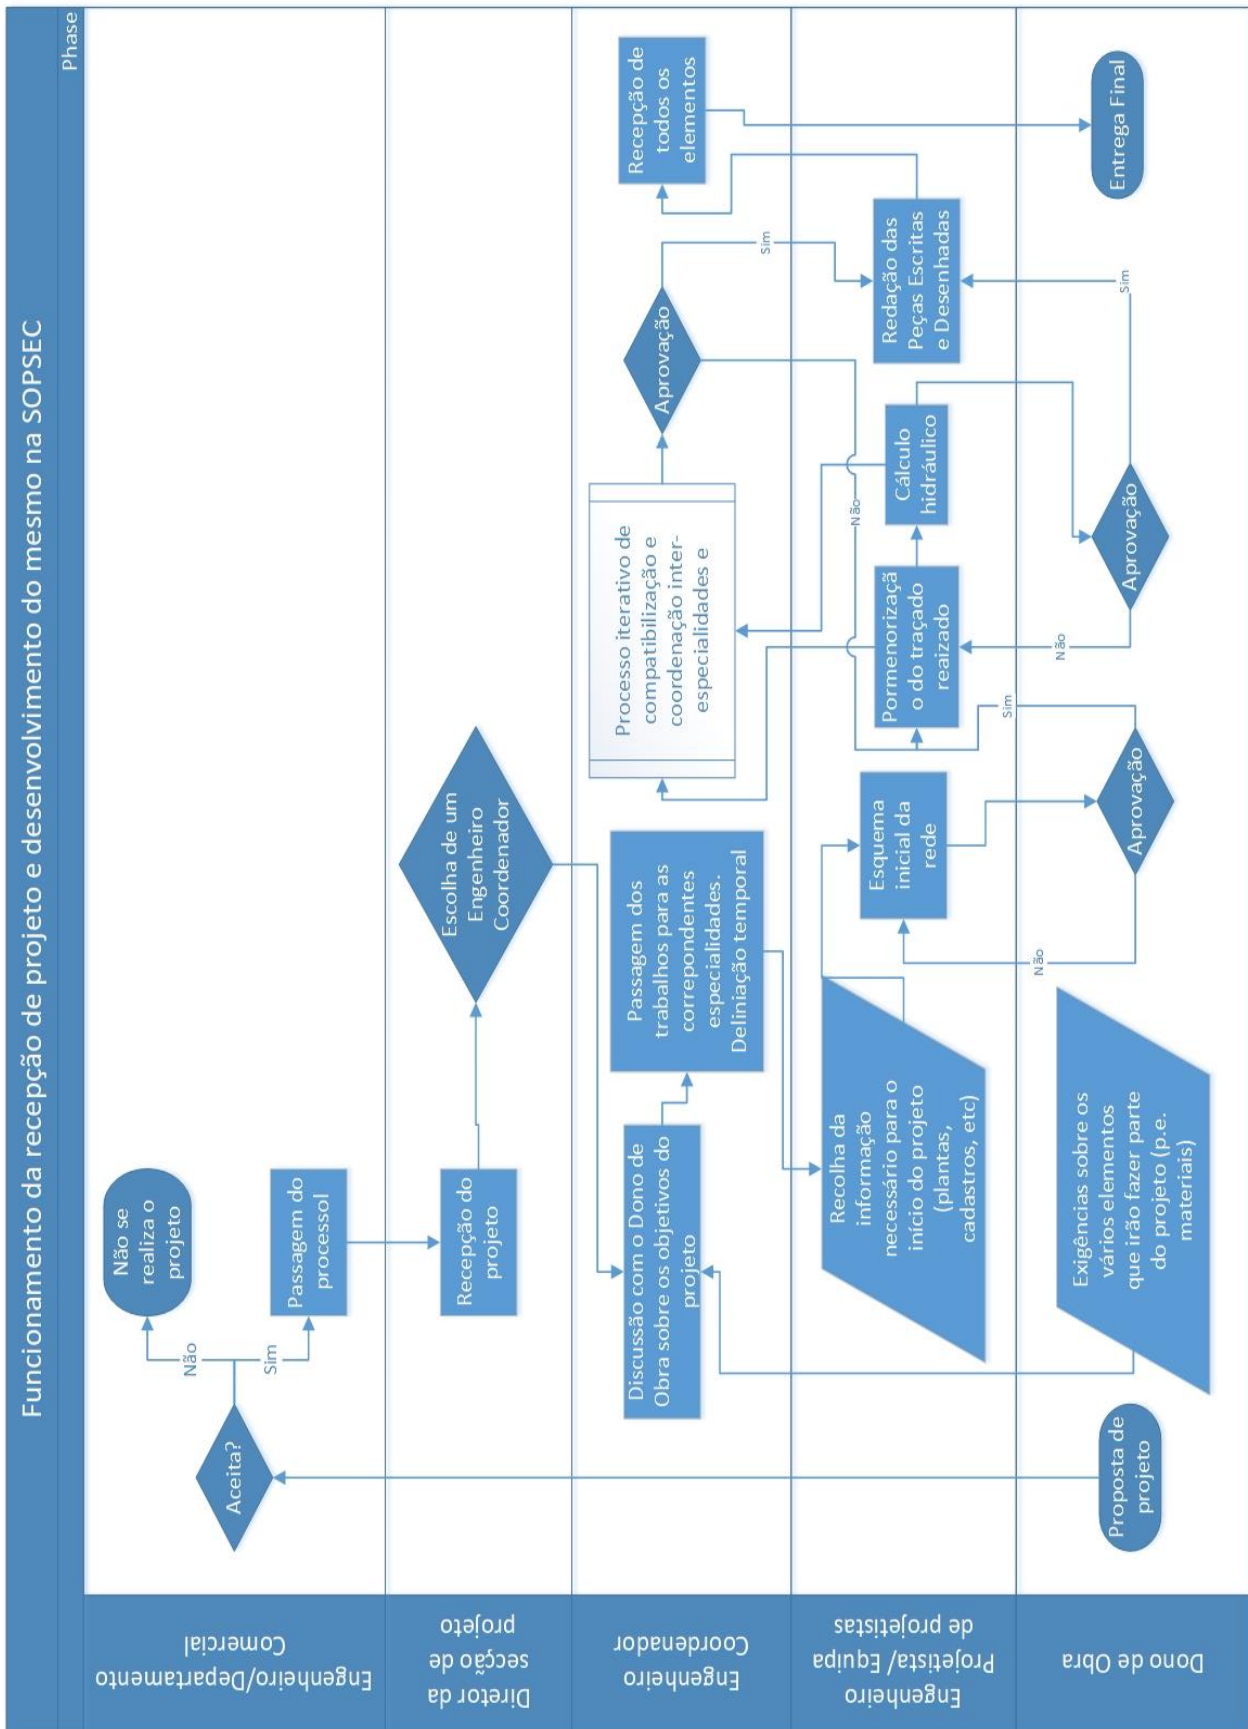 Funcionamento da recepção de projeto e desenvolvimento do mesmo na SOPSEC
Phase
Engenheiro/Departamento
Comercial
Aceita?
Não
Sim
Não se
realiza o
projeto
Passagem do
processol
Diretor da
secção de
projeto
Recepção do
projeto
Escolha de um
Engenheiro
Coordenador
Engenheiro
Coordenador
Discussão com o Dono de
Obra sobre os objetivos do
projeto
Passagem dos
trabalhos para as
correpondentes
especialidades.
Deliniação temporal
Processo iterativo de
compatibilização e
coordenação inter-
especialidades e
Aprovação
Sim
Não
Recepção de
todos os
elementos
Engenheiro
Projetista/ Equipa
de projetistas
Recolha da
informação
necessário para o
início do projeto
(plantas,
cadastros, etc)
Esquema
inicial da
rede
Pormenorizaçã
o do traçado
reaizado
Cálculo
hidráulico
Redação das
Peças Escritas
e Desenhadas
Dono de Obra
Proposta de
projeto
Exigências sobre os
vários elementos
que irão fazer parte
do projeto (p.e.
materiais)
Não
Aprovação
Sim
Não
Aprovação
Sim
Entrega Final